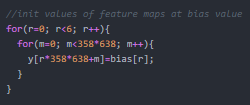 //init values of feature maps at bias value
for(r=0; r<6; r++){
for(m=0; m<358*638; m++){
y[r*358*638+m]=bias[r];
}
}